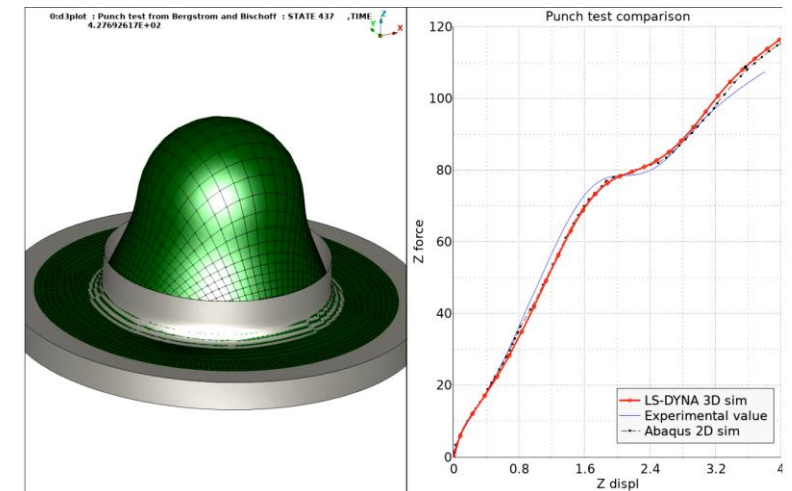 0:d3plot : Punch test from Bergstrom and Bischoff : STATE 437 ,TIME
4.27692617E+02
Z
Y
X
Punch test comparison
120
100
80
60
40
20
0
Z force
0 0.8 1.6 2.4 3.2 4
Z displ
LS-DYNA 3D sim
Experimental value
Abaqus 2D sim